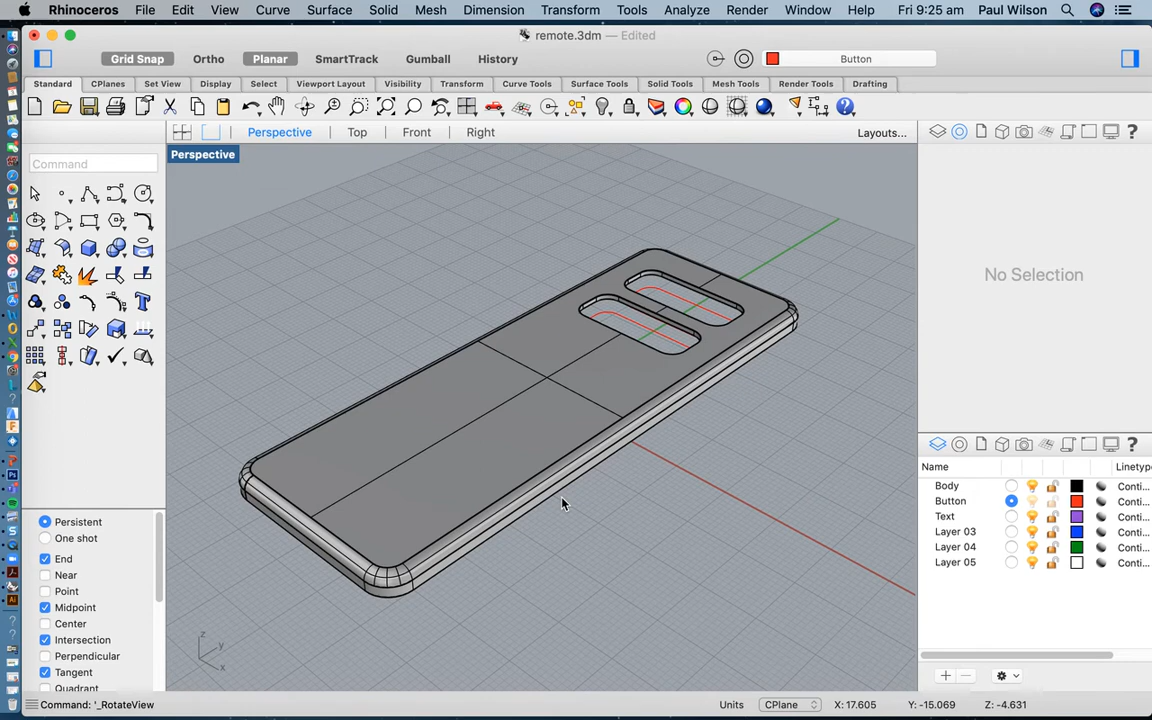 Rhinoceros File Edit View Curve Surface Solid Mesh Dimension Transform Tools Analyze Render Window Help Fri 9:25 am Paul Wilson
remote.3dm — Edited
Grid Snap Ortho Planar SmartTrack Gumball History Button
Standard CPlanes Set View Display Select Viewport Layout Visibility Transform Curve Tools Surface Tools Solid Tools Mesh Tools Render Tools Drafting
Perspective Top Front Right Layouts...
Perspective
Command
No Selection
Name Material Linetype
Body Conti...
Button Conti...
Text Conti...
Layer 03 Conti...
Layer 04 Conti...
Layer 05 Conti...
Persistent
One shot
End
Near
Point
Midpoint
Center
Intersection
Perpendicular
Tangent
Quadrant
z
y
x
Command: '_RotateView
Units CPlane X: 17.605 Y: -15.069 Z: -4.631